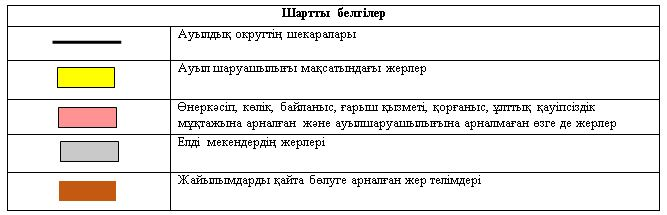 Шартты белгілер
Ауылдық округтің шекаралары
Ауыл шаруашылығы мақсатындағы жерлер
Өнеркәсіп, көлік, байланыс, ғарыш қызметі, қорғаныс, ұлттық қауіпсіздік
мұқтажына арналған және ауылшаруашылығына арналмаған өзге де жерлер
Елді мекендердің жерлері
Жайылымдарды қайта бөлуге арналған жер телімдері